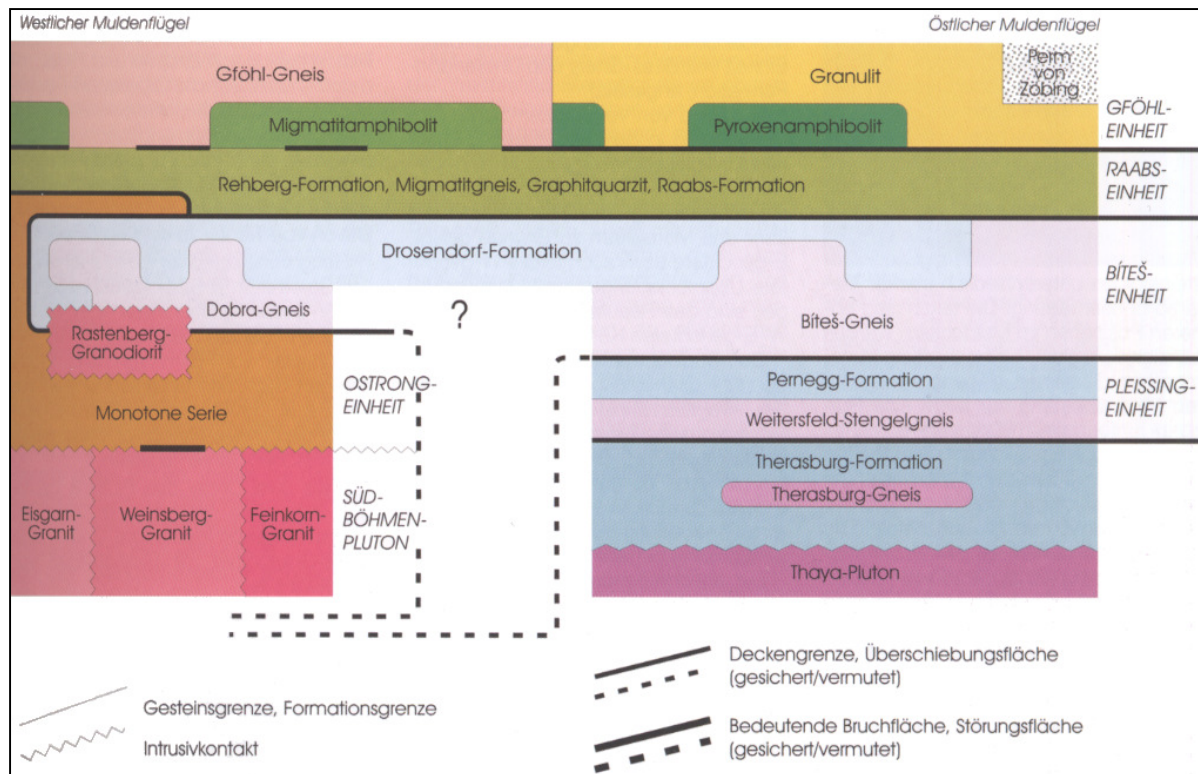 Westlicher Muldenflügel
Östlicher Muldenflügel
Gföhl-Gneis
Granulit
Perm
von
Zöbing
GFÖHL-
EINHEIT
Migmatitamphibolit
Pyroxenamphibolit
Rehberg-Formation, Migmatitgneis, Graphitquarzit, Raabs-Formation
RAABS-
EINHEIT
Drosendorf-Formation
BÍTEŠ-
EINHEIT
Dobra-Gneis
?
Bíteš-Gneis
Rastenberg-
Granodiorit
Monotone Serie
OSTRONG-
EINHEIT
Pernegg-Formation
Weitersfeld-Stengelgneis
PLEISSING-
EINHEIT
Therasburg-Formation
Therasburg-Gneis
Eisgarn-
Granit
Weinsberg-
Granit
Feinkorn-
Granit
SÜD-
BÖHMEN-
PLUTON
Thaya-Pluton
Gesteinsgrenze, Formationsgrenze
Intrusivkontakt
Deckengrenze, Überschiebungsfläche
(gesichert/vermutet)
Bedeutende Bruchfläche, Störungsfläche
(gesichert/vermutet)